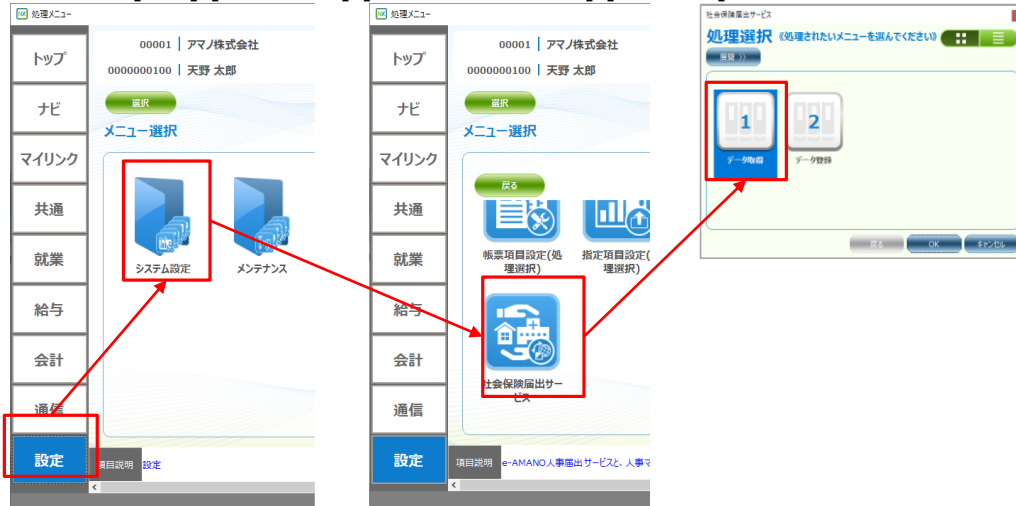 処理メニュー
トップ
ナビ
マイリンク
共通
就業
給与
会計
通信
設定
00001 アマノ株式会社
0000000100 天野 太郎
選択
メニュー選択
システム設定
メンテナンス
項目説明 設定
処理メニュー
トップ
ナビ
マイリンク
共通
就業
給与
会計
通信
設定
00001 アマノ株式会社
0000000100 天野 太郎
選択
メニュー選択
戻る
帳票項目設定(処
理選択)
指定項目設定(
理選択)
社会保険届出サー
ビス
項目説明 e-AMANO人事届出サービスと、人事マ
社会保険届出サービス
処理選択 《処理されたいメニューを選んでください》
展開 》
1
データ取得
2
データ登録
戻る
OK
キャンセル